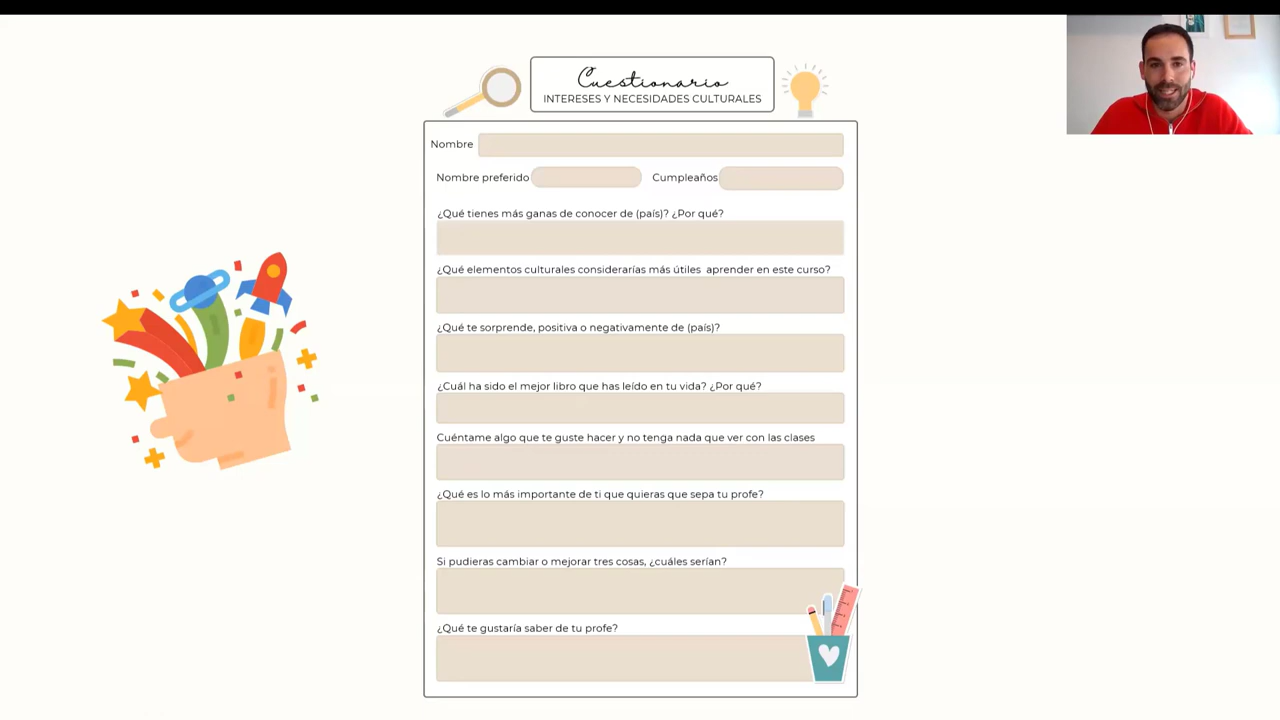 Cuestionario
INTERESES Y NECESIDADES CULTURALES
Nombre
Nombre preferido Cumpleaños
¿Qué tienes más ganas de conocer de (país)? ¿Por qué?
¿Qué elementos culturales considerarías más útiles aprender en este curso?
¿Qué te sorprende, positiva o negativamente de (país)?
¿Cuál ha sido el mejor libro que has leído en tu vida? ¿Por qué?
Cuéntame algo que te guste hacer y no tenga nada que ver con las clases
¿Qué es lo más importante de ti que quieras que sepa tu profe?
Si pudieras cambiar o mejorar tres cosas, ¿cuáles serían?
¿Qué te gustaría saber de tu profe?